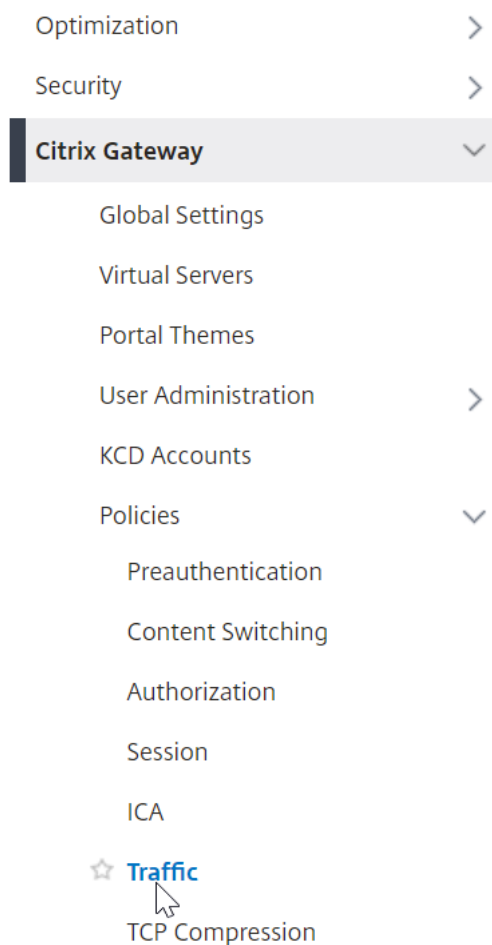 Optimization
Security
Citrix Gateway
Global Settings
Virtual Servers
Portal Themes
User Administration
KCD Accounts
Policies
Preauthentication
Content Switching
Authorization
Session
ICA
Traffic
TCP Compression